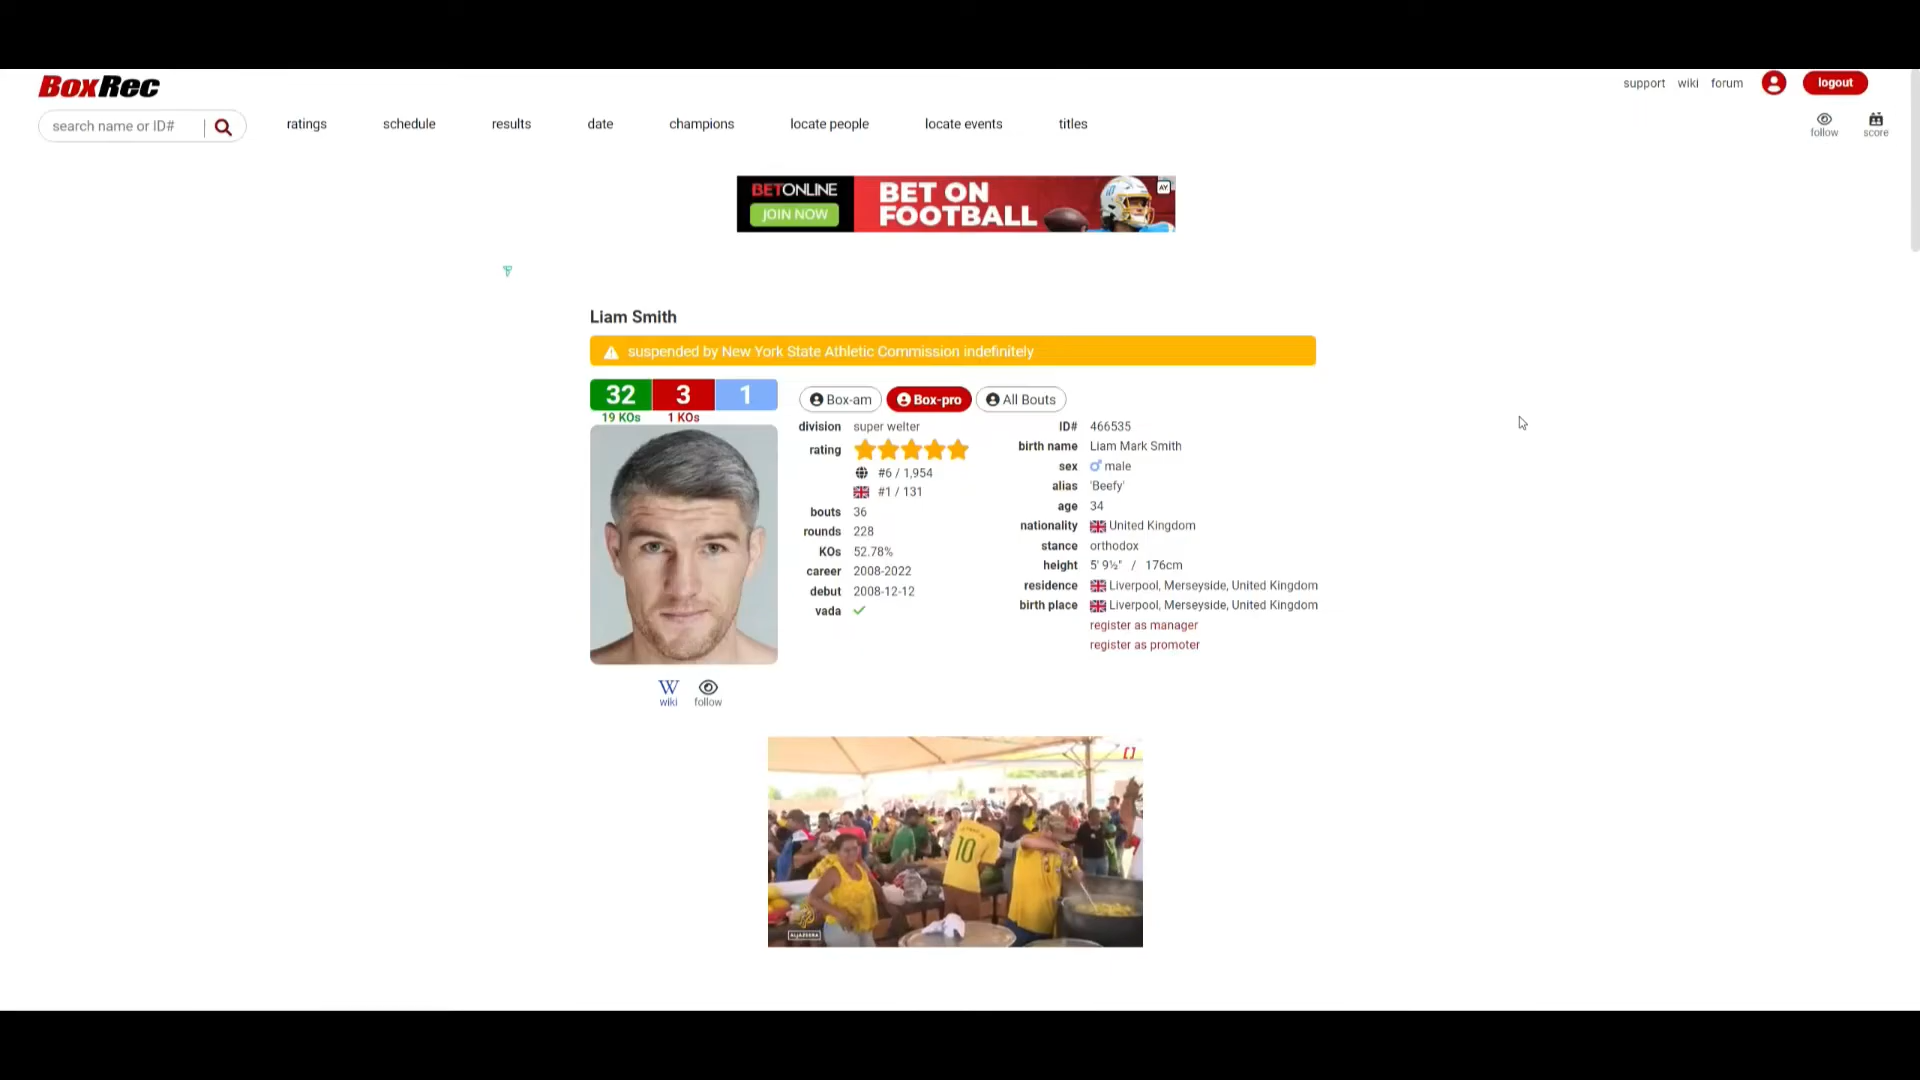 BoxRec
support wiki forum logout
search name or ID#
ratings schedule results date champions locate people locate events titles
follow score
BETONLINE
JOIN NOW
BET ON
FOOTBALL
AY
Liam Smith
suspended by New York State Athletic Commission indefinitely
32 3 1
19 KOs 1 KOs
Box-am Box-pro All Bouts
division super welter
rating
#6 / 1,954
#1 / 131
bouts 36
rounds 228
KOs 52.78%
career 2008-2022
debut 2008-12-12
vada
ID# 466535
birth name Liam Mark Smith
sex male
alias 'Beefy'
age 34
nationality United Kingdom
stance orthodox
height 5' 9½" / 176cm
residence Liverpool, Merseyside, United Kingdom
birth place Liverpool, Merseyside, United Kingdom
register as manager
register as promoter
W
wiki follow
10
ALJAZEERA